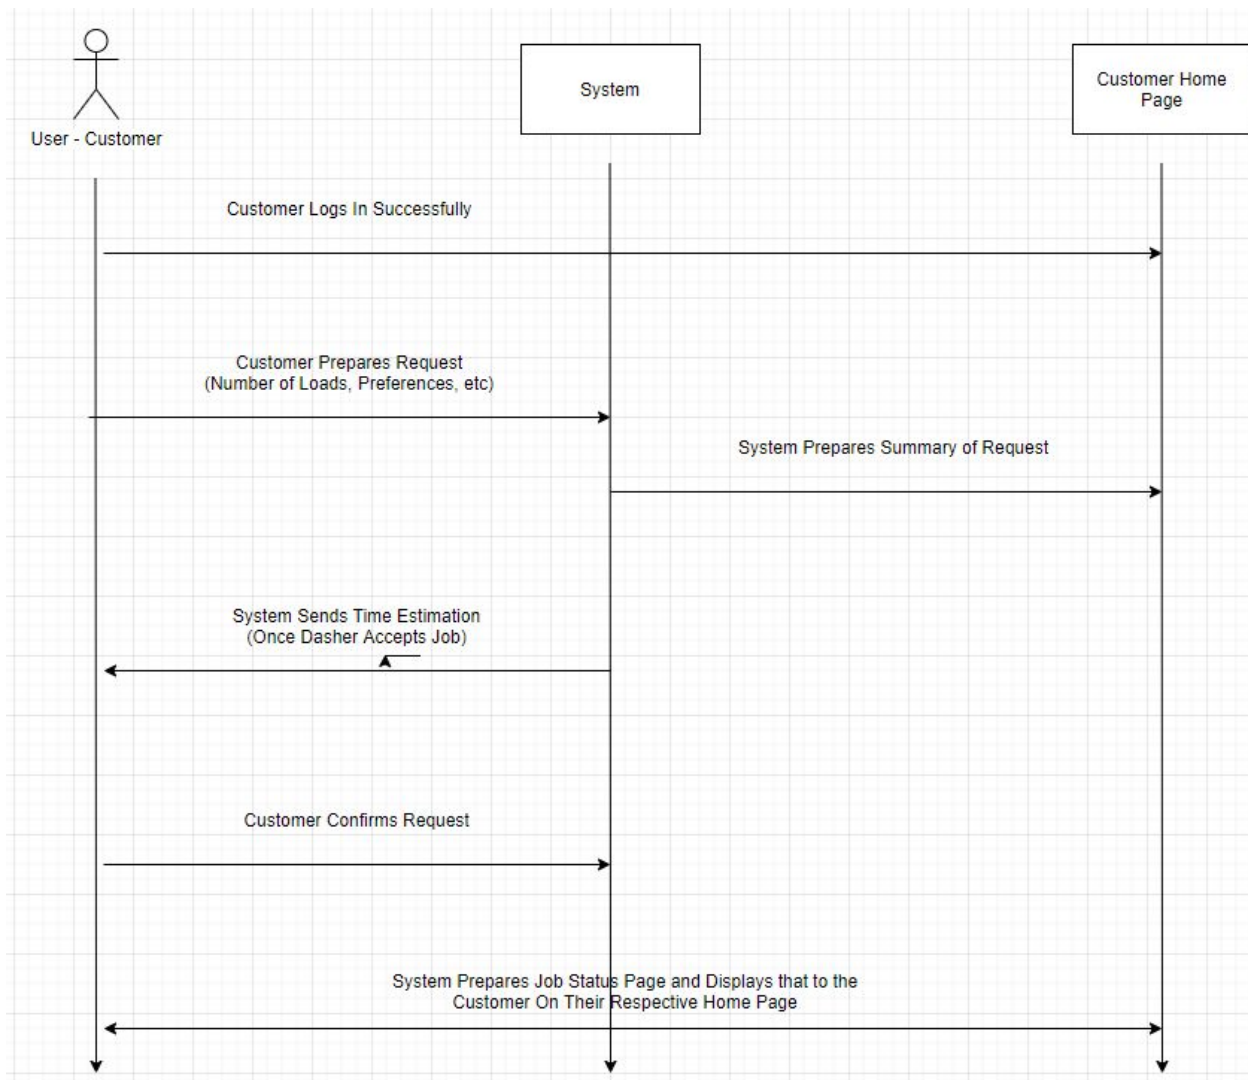 User - Customer
System
Customer Home
Page
Customer Logs In Successfully
Customer Prepares Request
(Number of Loads, Preferences, etc)
System Prepares Summary of Request
System Sends Time Estimation
(Once Dasher Accepts Job)
Customer Confirms Request
System Prepares Job Status Page and Displays that to the
Customer On Their Respective Home Page